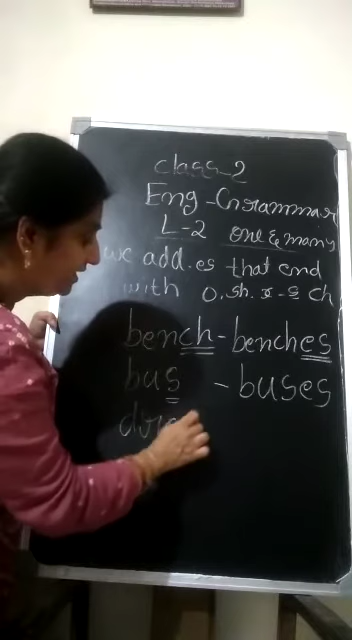 class-2
Eng-Grammar
L-2 one & many
we add.es that end
with o.sh.x-s ch
bench-benches
bus -buses